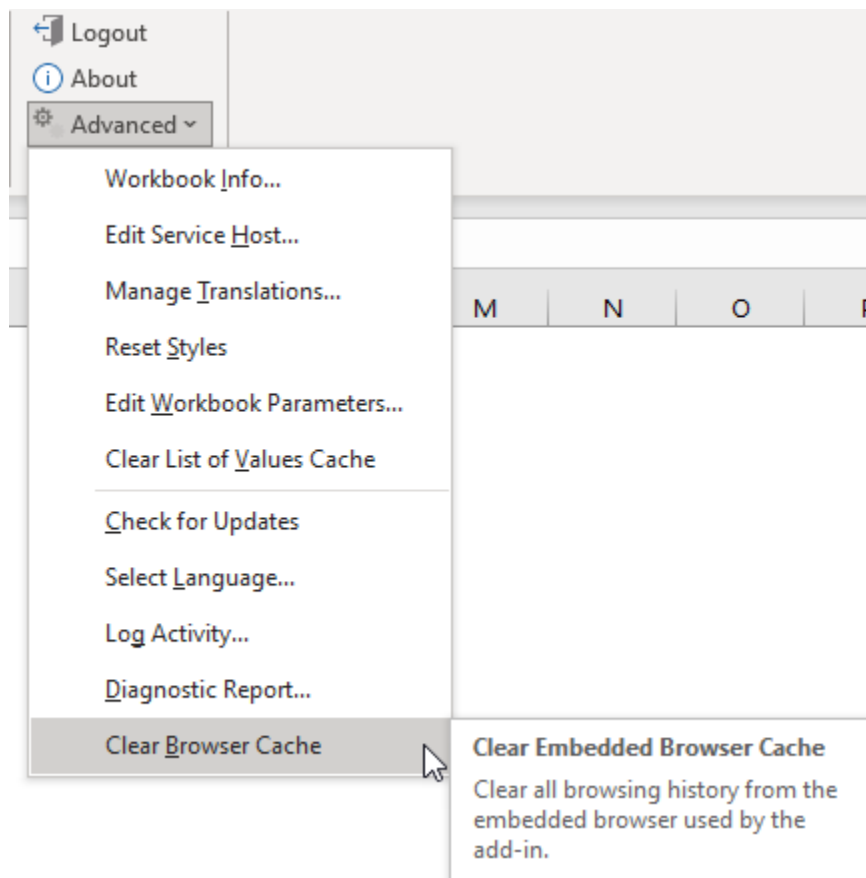 Logout
About
Advanced
Workbook Info...
Edit Service Host...
M N O
Manage Translations...
Reset Styles
Edit Workbook Parameters...
Clear List of Values Cache
Check for Updates
Select Language...
Log Activity...
Diagnostic Report...
Clear Browser Cache
Clear Embedded Browser Cache
Clear all browsing history from the
embedded browser used by the
add-in.